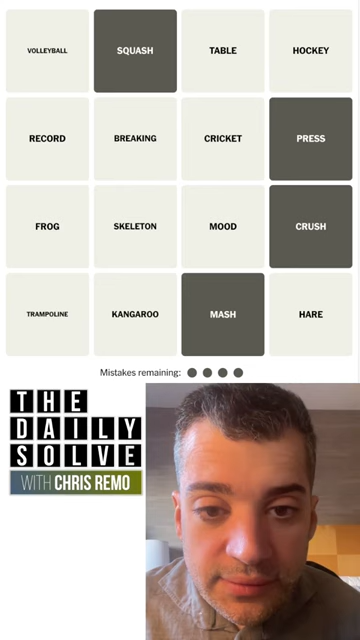 VOLLEYBALL SQUASH TABLE HOCKEY
RECORD BREAKING CRICKET PRESS
FROG SKELETON MOOD CRUSH
TRAMPOLINE KANGAROO MASH HARE
Mistakes remaining:
THE
DAILY
SOLVE
WITH CHRIS REMO